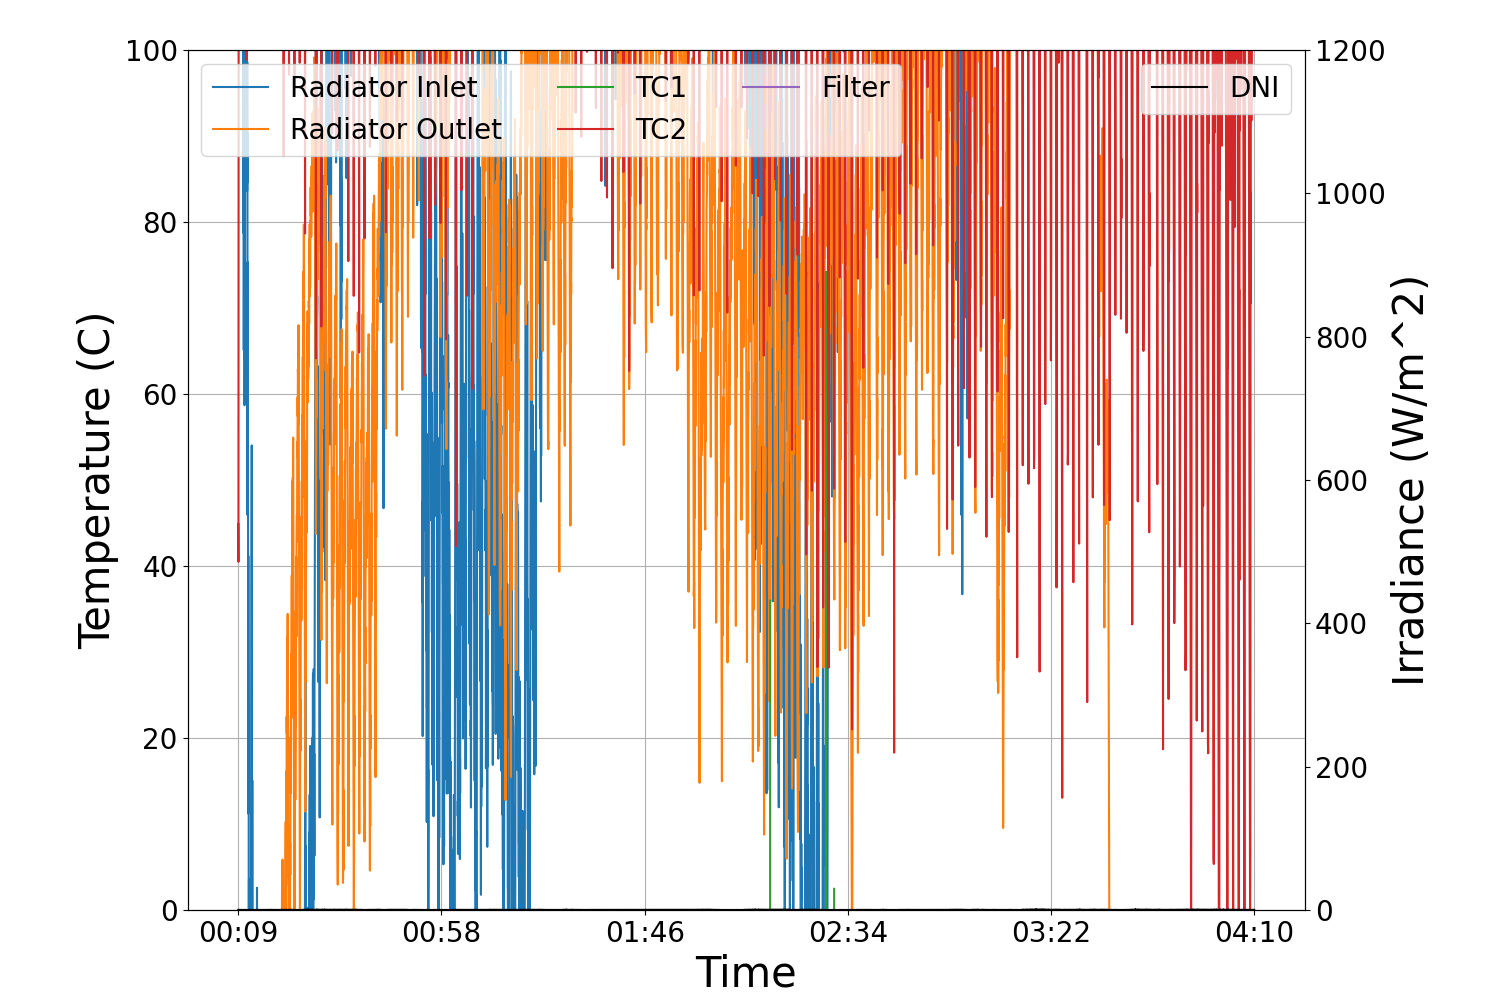 100
80
60
40
20
0
Temperature (C)
Radiator Inlet
Radiator Outlet
TC1
TC2
Filter
DNI
1200
1000
800
600
400
200
0
Irradiance (W/m^2)
00:09
00:58
01:46
02:34
03:22
04:10
Time